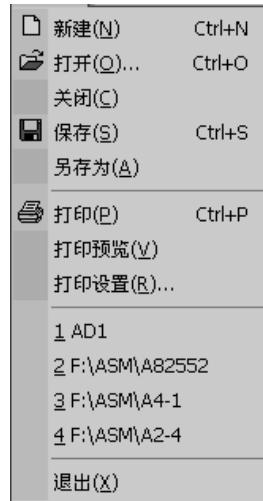 新建(N) Ctrl+N
打开(O)... Ctrl+O
关闭(C)
保存(S) Ctrl+S
另存为(A)
打印(P) Ctrl+P
打印预览(V)
打印设置(R)...
1 AD1
2 F:\ASM\A82552
3 F:\ASM\A4-1
4 F:\ASM\A2-4
退出(X)